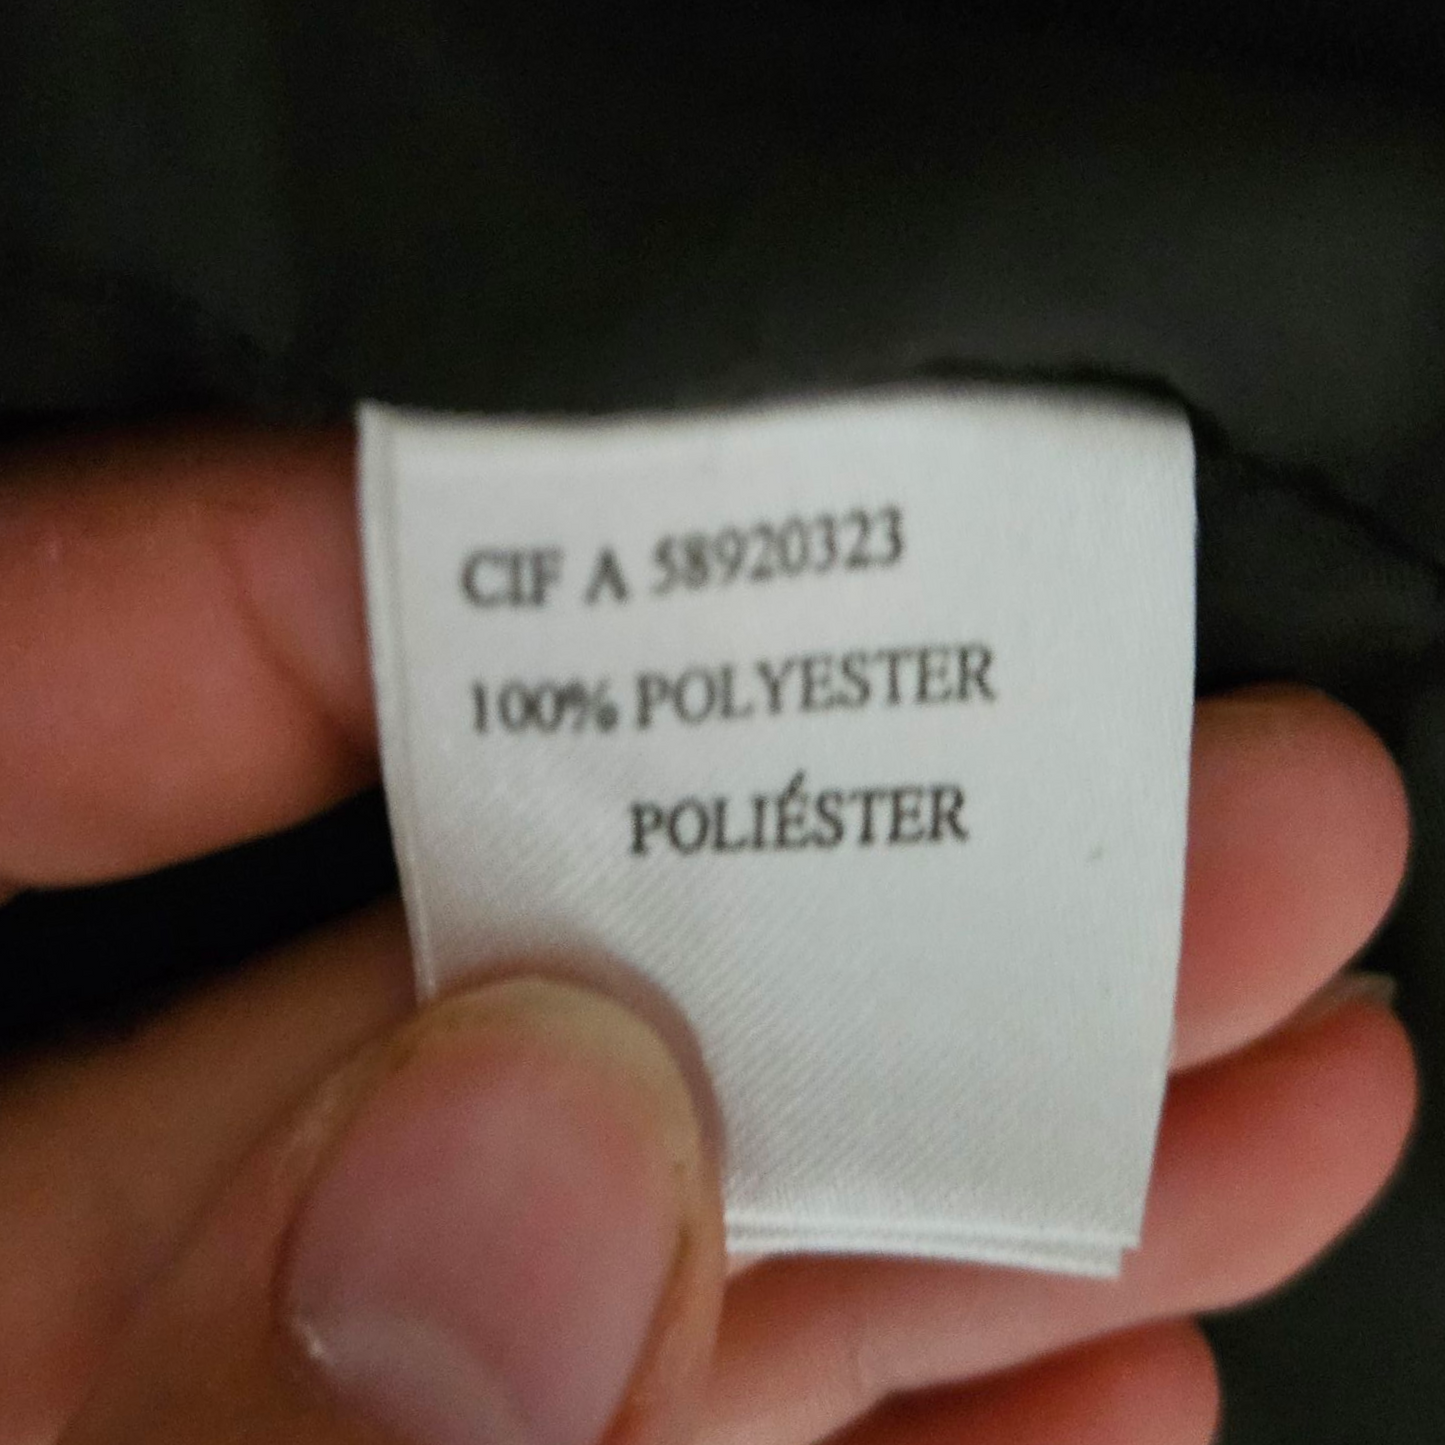 CIF A 58920323
100% POLYESTER
POLIÉSTER